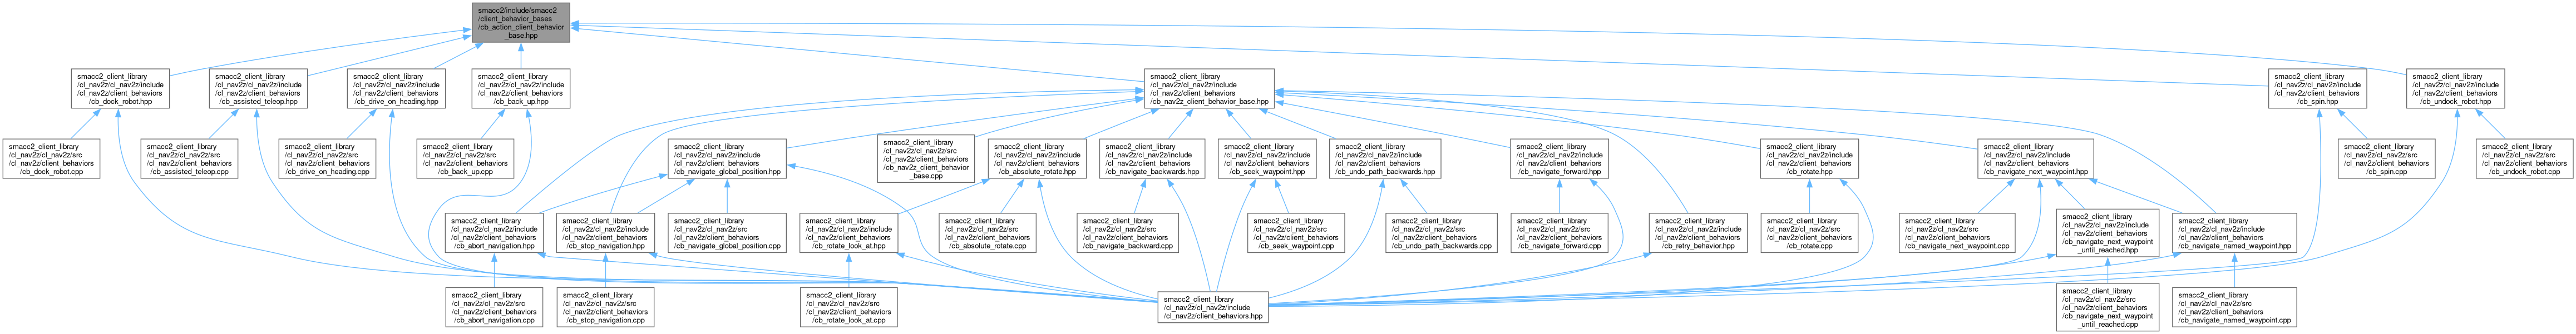 smacc2/include/smacc2
/client_behavior_bases
/cb_action_client_behavior
_base.hpp
smacc2_client_library
/cl_nav2z/cl_nav2z/include
/cl_nav2z/client_behaviors
/cb_dock_robot.hpp
smacc2_client_library
/cl_nav2z/cl_nav2z/include
/cl_nav2z/client_behaviors
/cb_assisted_teleop.hpp
smacc2_client_library
/cl_nav2z/cl_nav2z/include
/cl_nav2z/client_behaviors
/cb_drive_on_heading.hpp
smacc2_client_library
/cl_nav2z/cl_nav2z/include
/cl_nav2z/client_behaviors
/cb_back_up.hpp
smacc2_client_library
/cl_nav2z/cl_nav2z/include
/cl_nav2z/client_behaviors
/cb_nav2z_client_behavior_base.hpp
smacc2_client_library
/cl_nav2z/cl_nav2z/include
/cl_nav2z/client_behaviors
/cb_spin.hpp
smacc2_client_library
/cl_nav2z/cl_nav2z/include
/cl_nav2z/client_behaviors
/cb_undock_robot.hpp
smacc2_client_library
/cl_nav2z/cl_nav2z/src
/cl_nav2z/client_behaviors
/cb_dock_robot.cpp
smacc2_client_library
/cl_nav2z/cl_nav2z/src
/cl_nav2z/client_behaviors
/cb_assisted_teleop.cpp
smacc2_client_library
/cl_nav2z/cl_nav2z/src
/cl_nav2z/client_behaviors
/cb_drive_on_heading.cpp
smacc2_client_library
/cl_nav2z/cl_nav2z/src
/cl_nav2z/client_behaviors
/cb_back_up.cpp
smacc2_client_library
/cl_nav2z/cl_nav2z/include
/cl_nav2z/client_behaviors
/cb_navigate_global_position.hpp
smacc2_client_library
/cl_nav2z/cl_nav2z/src
/cl_nav2z/client_behaviors
/cb_nav2z_client_behavior
_base.cpp
smacc2_client_library
/cl_nav2z/cl_nav2z/include
/cl_nav2z/client_behaviors
/cb_absolute_rotate.hpp
smacc2_client_library
/cl_nav2z/cl_nav2z/include
/cl_nav2z/client_behaviors
/cb_navigate_backwards.hpp
smacc2_client_library
/cl_nav2z/cl_nav2z/include
/cl_nav2z/client_behaviors
/cb_seek_waypoint.hpp
smacc2_client_library
/cl_nav2z/cl_nav2z/include
/cl_nav2z/client_behaviors
/cb_undo_path_backwards.hpp
smacc2_client_library
/cl_nav2z/cl_nav2z/include
/cl_nav2z/client_behaviors
/cb_navigate_forward.hpp
smacc2_client_library
/cl_nav2z/cl_nav2z/include
/cl_nav2z/client_behaviors
/cb_rotate.hpp
smacc2_client_library
/cl_nav2z/cl_nav2z/include
/cl_nav2z/client_behaviors
/cb_navigate_next_waypoint.hpp
smacc2_client_library
/cl_nav2z/cl_nav2z/src
/cl_nav2z/client_behaviors
/cb_spin.cpp
smacc2_client_library
/cl_nav2z/cl_nav2z/src
/cl_nav2z/client_behaviors
/cb_undock_robot.cpp
smacc2_client_library
/cl_nav2z/cl_nav2z/include
/cl_nav2z/client_behaviors
/cb_abort_navigation.hpp
smacc2_client_library
/cl_nav2z/cl_nav2z/include
/cl_nav2z/client_behaviors
/cb_stop_navigation.hpp
smacc2_client_library
/cl_nav2z/cl_nav2z/src
/cl_nav2z/client_behaviors
/cb_navigate_global_position.cpp
smacc2_client_library
/cl_nav2z/cl_nav2z/include
/cl_nav2z/client_behaviors
/cb_rotate_look_at.hpp
smacc2_client_library
/cl_nav2z/cl_nav2z/src
/cl_nav2z/client_behaviors
/cb_absolute_rotate.cpp
smacc2_client_library
/cl_nav2z/cl_nav2z/src
/cl_nav2z/client_behaviors
/cb_navigate_backward.cpp
smacc2_client_library
/cl_nav2z/cl_nav2z/src
/cl_nav2z/client_behaviors
/cb_seek_waypoint.cpp
smacc2_client_library
/cl_nav2z/cl_nav2z/src
/cl_nav2z/client_behaviors
/cb_undo_path_backwards.cpp
smacc2_client_library
/cl_nav2z/cl_nav2z/src
/cl_nav2z/client_behaviors
/cb_navigate_forward.cpp
smacc2_client_library
/cl_nav2z/cl_nav2z/include
/cl_nav2z/client_behaviors
/cb_retry_behavior.hpp
smacc2_client_library
/cl_nav2z/cl_nav2z/src
/cl_nav2z/client_behaviors
/cb_rotate.cpp
smacc2_client_library
/cl_nav2z/cl_nav2z/src
/cl_nav2z/client_behaviors
/cb_navigate_next_waypoint.cpp
smacc2_client_library
/cl_nav2z/cl_nav2z/include
/cl_nav2z/client_behaviors
/cb_navigate_next_waypoint
_until_reached.hpp
smacc2_client_library
/cl_nav2z/cl_nav2z/include
/cl_nav2z/client_behaviors
/cb_navigate_named_waypoint.hpp
smacc2_client_library
/cl_nav2z/cl_nav2z/src
/cl_nav2z/client_behaviors
/cb_abort_navigation.cpp
smacc2_client_library
/cl_nav2z/cl_nav2z/src
/cl_nav2z/client_behaviors
/cb_stop_navigation.cpp
smacc2_client_library
/cl_nav2z/cl_nav2z/src
/cl_nav2z/client_behaviors
/cb_rotate_look_at.cpp
smacc2_client_library
/cl_nav2z/cl_nav2z/include
/cl_nav2z/client_behaviors.hpp
smacc2_client_library
/cl_nav2z/cl_nav2z/src
/cl_nav2z/client_behaviors
/cb_navigate_next_waypoint
_until_reached.cpp
smacc2_client_library
/cl_nav2z/cl_nav2z/src
/cl_nav2z/client_behaviors
/cb_navigate_named_waypoint.cpp